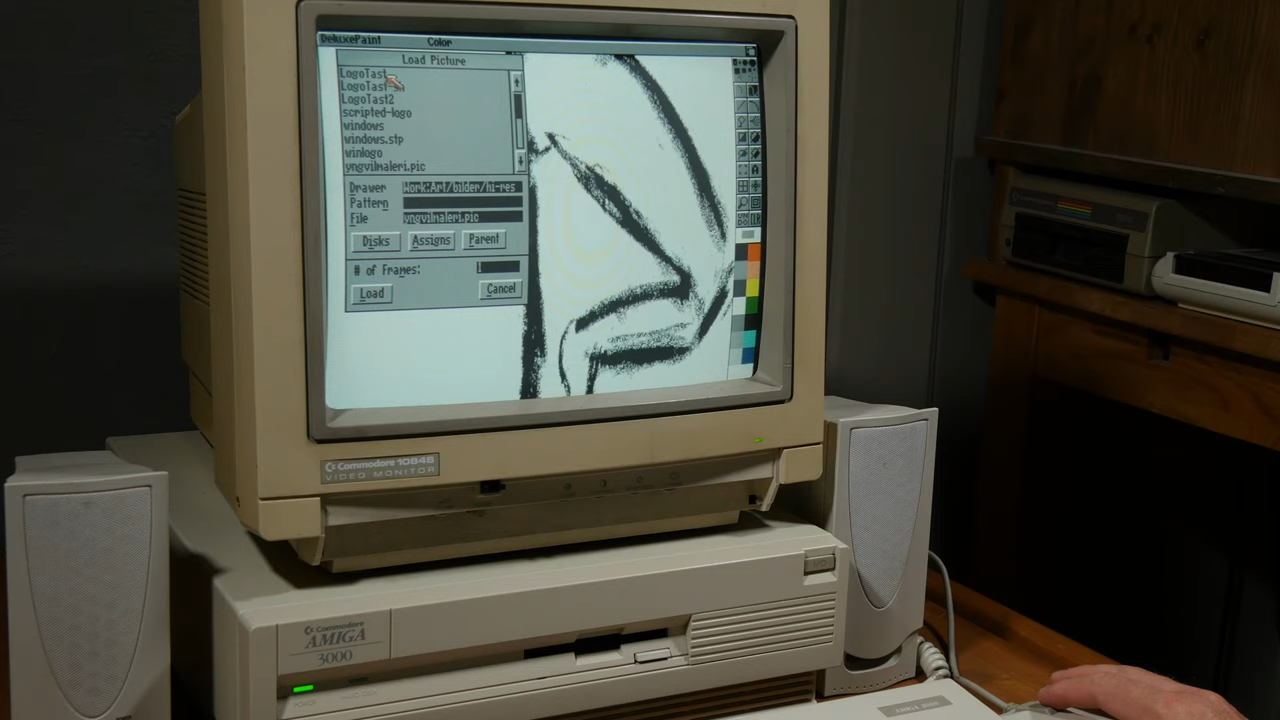 DeluxePaint Color
Load Picture
LogoTast
LogoTast
LogoTast2
scripted-logo
windows
windows.stp
winlogo
yngvilmaleri.pic
Drawer Work:Art/bilder/hi-res
Pattern
File yngvilmaleri.pic
Disks Assigns Parent
# of Frames:
Load Cancel
Commodore 1084S
VIDEO MONITOR
Commodore
AMIGA
3000